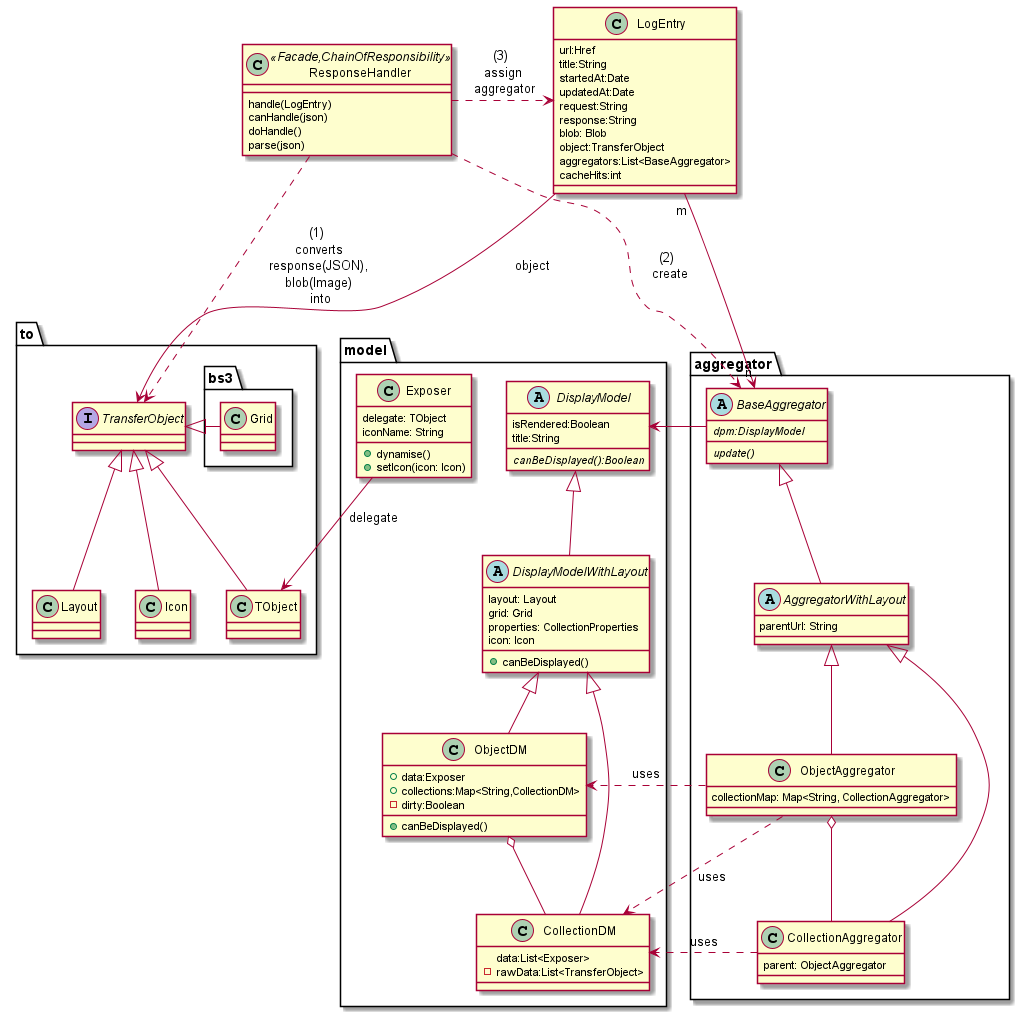 C
LogEntry
url:Href
title:String
startedAt:Date
updatedAt:Date
request:String
response:String
blob: Blob
object:TransferObject
aggregators:List<BaseAggregator>
cacheHits:int
C
«Facade,ChainOfResponsibility»
ResponseHandler
handle(LogEntry)
canHandle(json)
doHandle()
parse(json)
(3)
assign
aggregator
m
(1)
converts
response(JSON),
blob(Image)
into
object
(2)
create
to
bs3
I
TransferObject
C
Grid
C
Layout
C
Icon
C
TObject
model
C
Exposer
delegate: TObject
iconName: String
dynamise()
setIcon(icon: Icon)
delegate
A
DisplayModel
isRendered:Boolean
title:String
canBeDisplayed():Boolean
A
DisplayModelWithLayout
layout: Layout
grid: Grid
properties: CollectionProperties
icon: Icon
canBeDisplayed()
C
ObjectDM
data:Exposer
collections:Map<String,CollectionDM>
dirty:Boolean
canBeDisplayed()
C
CollectionDM
data:List<Exposer>
rawData:List<TransferObject>
aggregator
n
A
BaseAggregator
dpm:DisplayModel
update()
A
AggregatorWithLayout
parentUrl: String
uses
C
ObjectAggregator
collectionMap: Map<String, CollectionAggregator>
uses
uses
C
CollectionAggregator
parent: ObjectAggregator